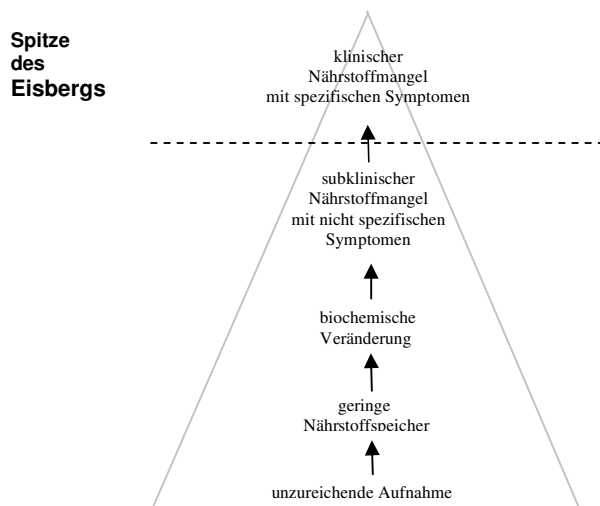 Spitze
des
Eisbergs
klinischer
Nährstoffmangel
mit spezifischen Symptomen
subklinischer
Nährstoffmangel
mit nicht spezifischen
Symptomen
biochemische
Veränderung
geringe
Nährstoffspeicher
unzureichende Aufnahme